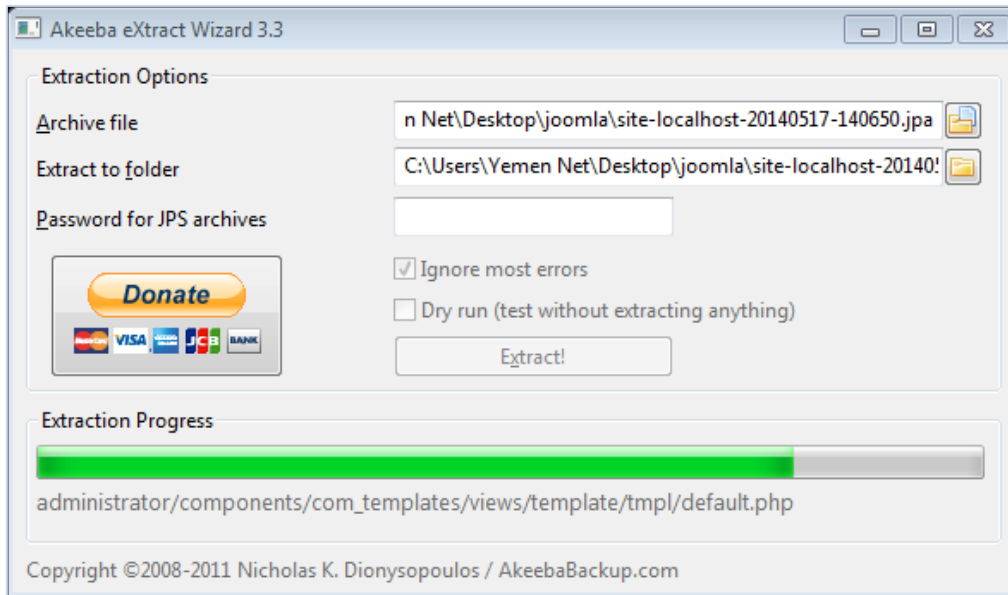 Akeeba eXtract Wizard 3.3
Extraction Options
Archive file
n Net\Desktop\joomla\site-localhost-20140517-140650.jpa
Extract to folder
C:\Users\Yemen Net\Desktop\joomla\site-localhost-20140
Password for JPS archives
Ignore most errors
Donate
Dry run (test without extracting anything)
VISA
JCB
BANK
Extract!
Extraction Progress
administrator/components/com_templates/views/template/tmpl/default.php
Copyright ©2008-2011 Nicholas K. Dionysopoulos / AkeebaBackup.com